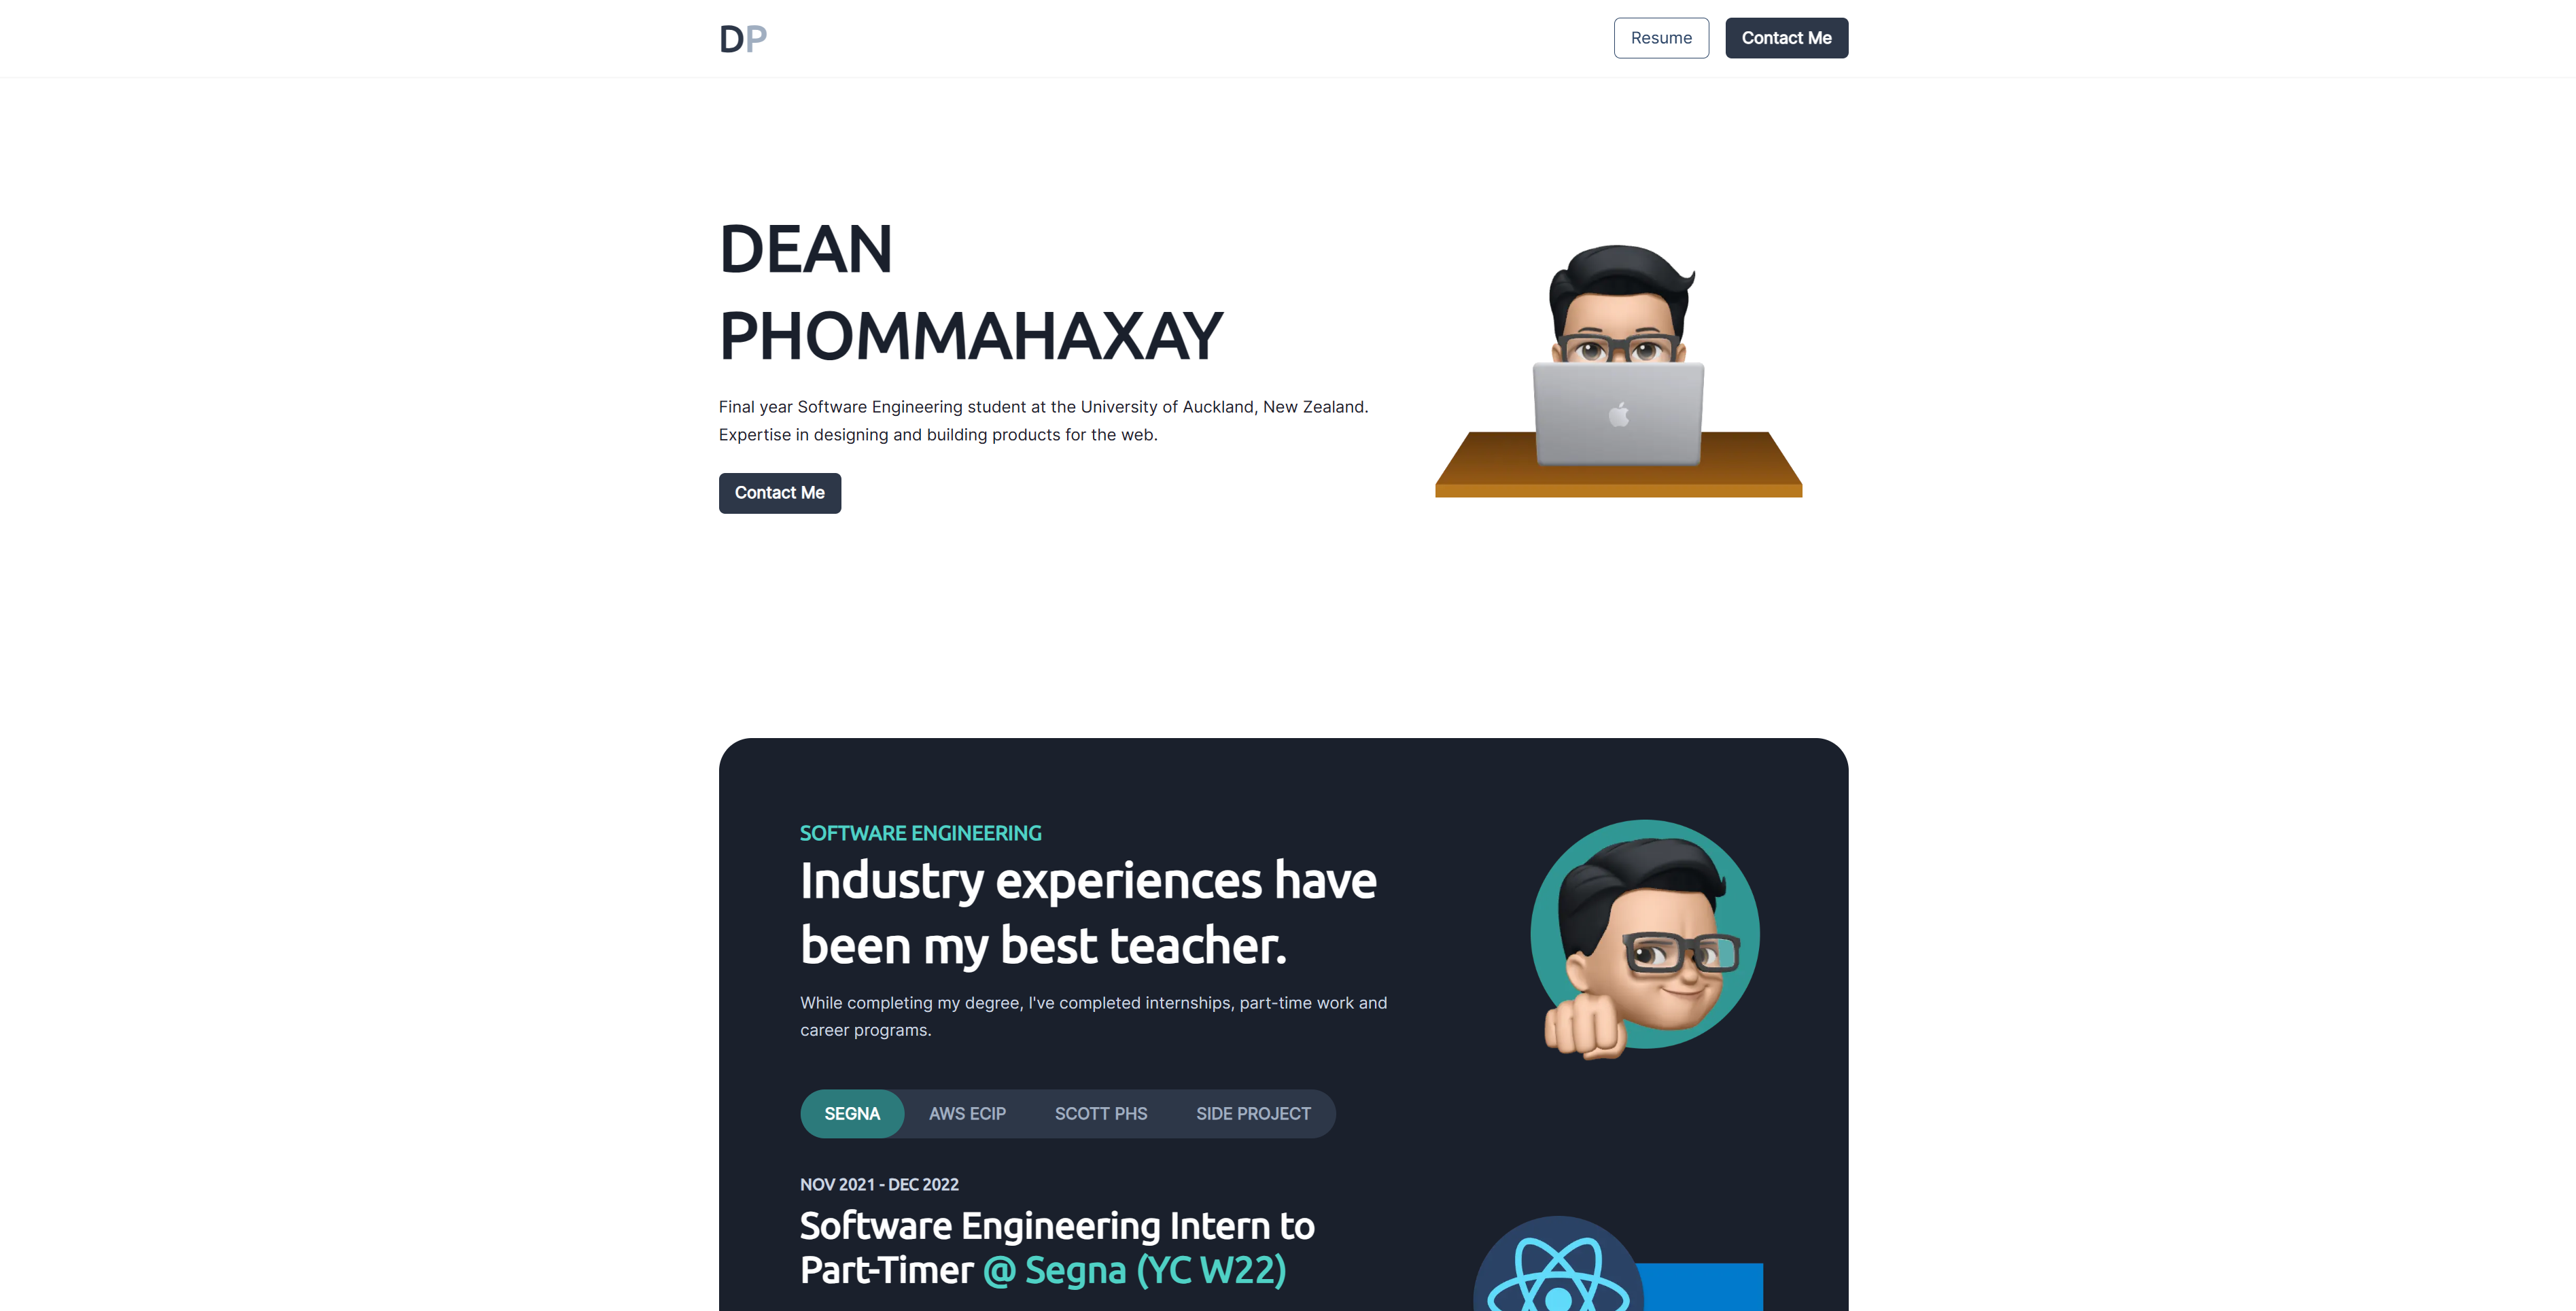 DP
Resume
Contact Me
DEAN
PHOMMAHAXAY
Final year Software Engineering student at the University of Auckland, New Zealand.
Expertise in designing and building products for the web.
Contact Me
SOFTWARE ENGINEERING
Industry experiences have
been my best teacher.
While completing my degree, I've completed internships, part-time work and
career programs.
SEGNA
AWS ECIP
SCOTT PHS
SIDE PROJECT
NOV 2021 - DEC 2022
Software Engineering Intern to
Part-Timer @ Segna (YC W22)